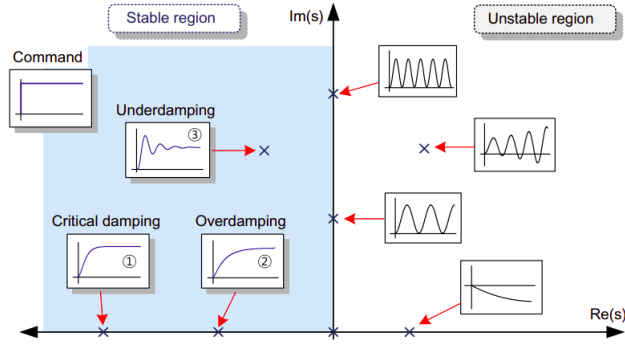 Stable region
Im(s)
Unstable region
Command
Underdamping
③
Critical damping
Overdamping
①
②
Re(s)